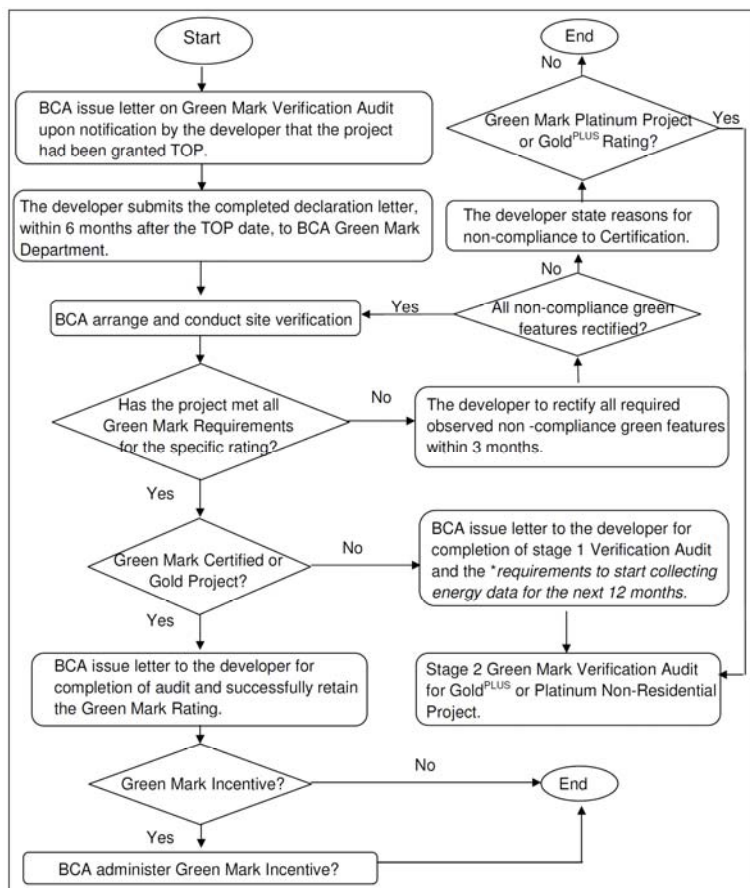 Start
BCA issue letter on Green Mark Verification Audit
upon notification by the developer that the project
had been granted TOP.
The developer submits the completed declaration letter,
within 6 months after the TOP date, to BCA Green Mark
Department.
BCA arrange and conduct site verification
Has the project met all
Green Mark Requirements
for the specific rating?
No
The developer to rectify all required
observed non -compliance green features
within 3 months.
All non-compliance green
features rectified?
Yes
No
The developer state reasons for
non-compliance to Certification.
Green Mark Platinum Project
or Gold^PLUS Rating?
No
Yes
End
Yes
Green Mark Certified or
Gold Project?
No
BCA issue letter to the developer for
completion of stage 1 Verification Audit
and the *requirements to start collecting
energy data for the next 12 months.
Stage 2 Green Mark Verification Audit
for Gold^PLUS or Platinum Non-Residential
Project.
Yes
BCA issue letter to the developer for
completion of audit and successfully retain
the Green Mark Rating.
Green Mark Incentive?
No
End
Yes
BCA administer Green Mark Incentive?